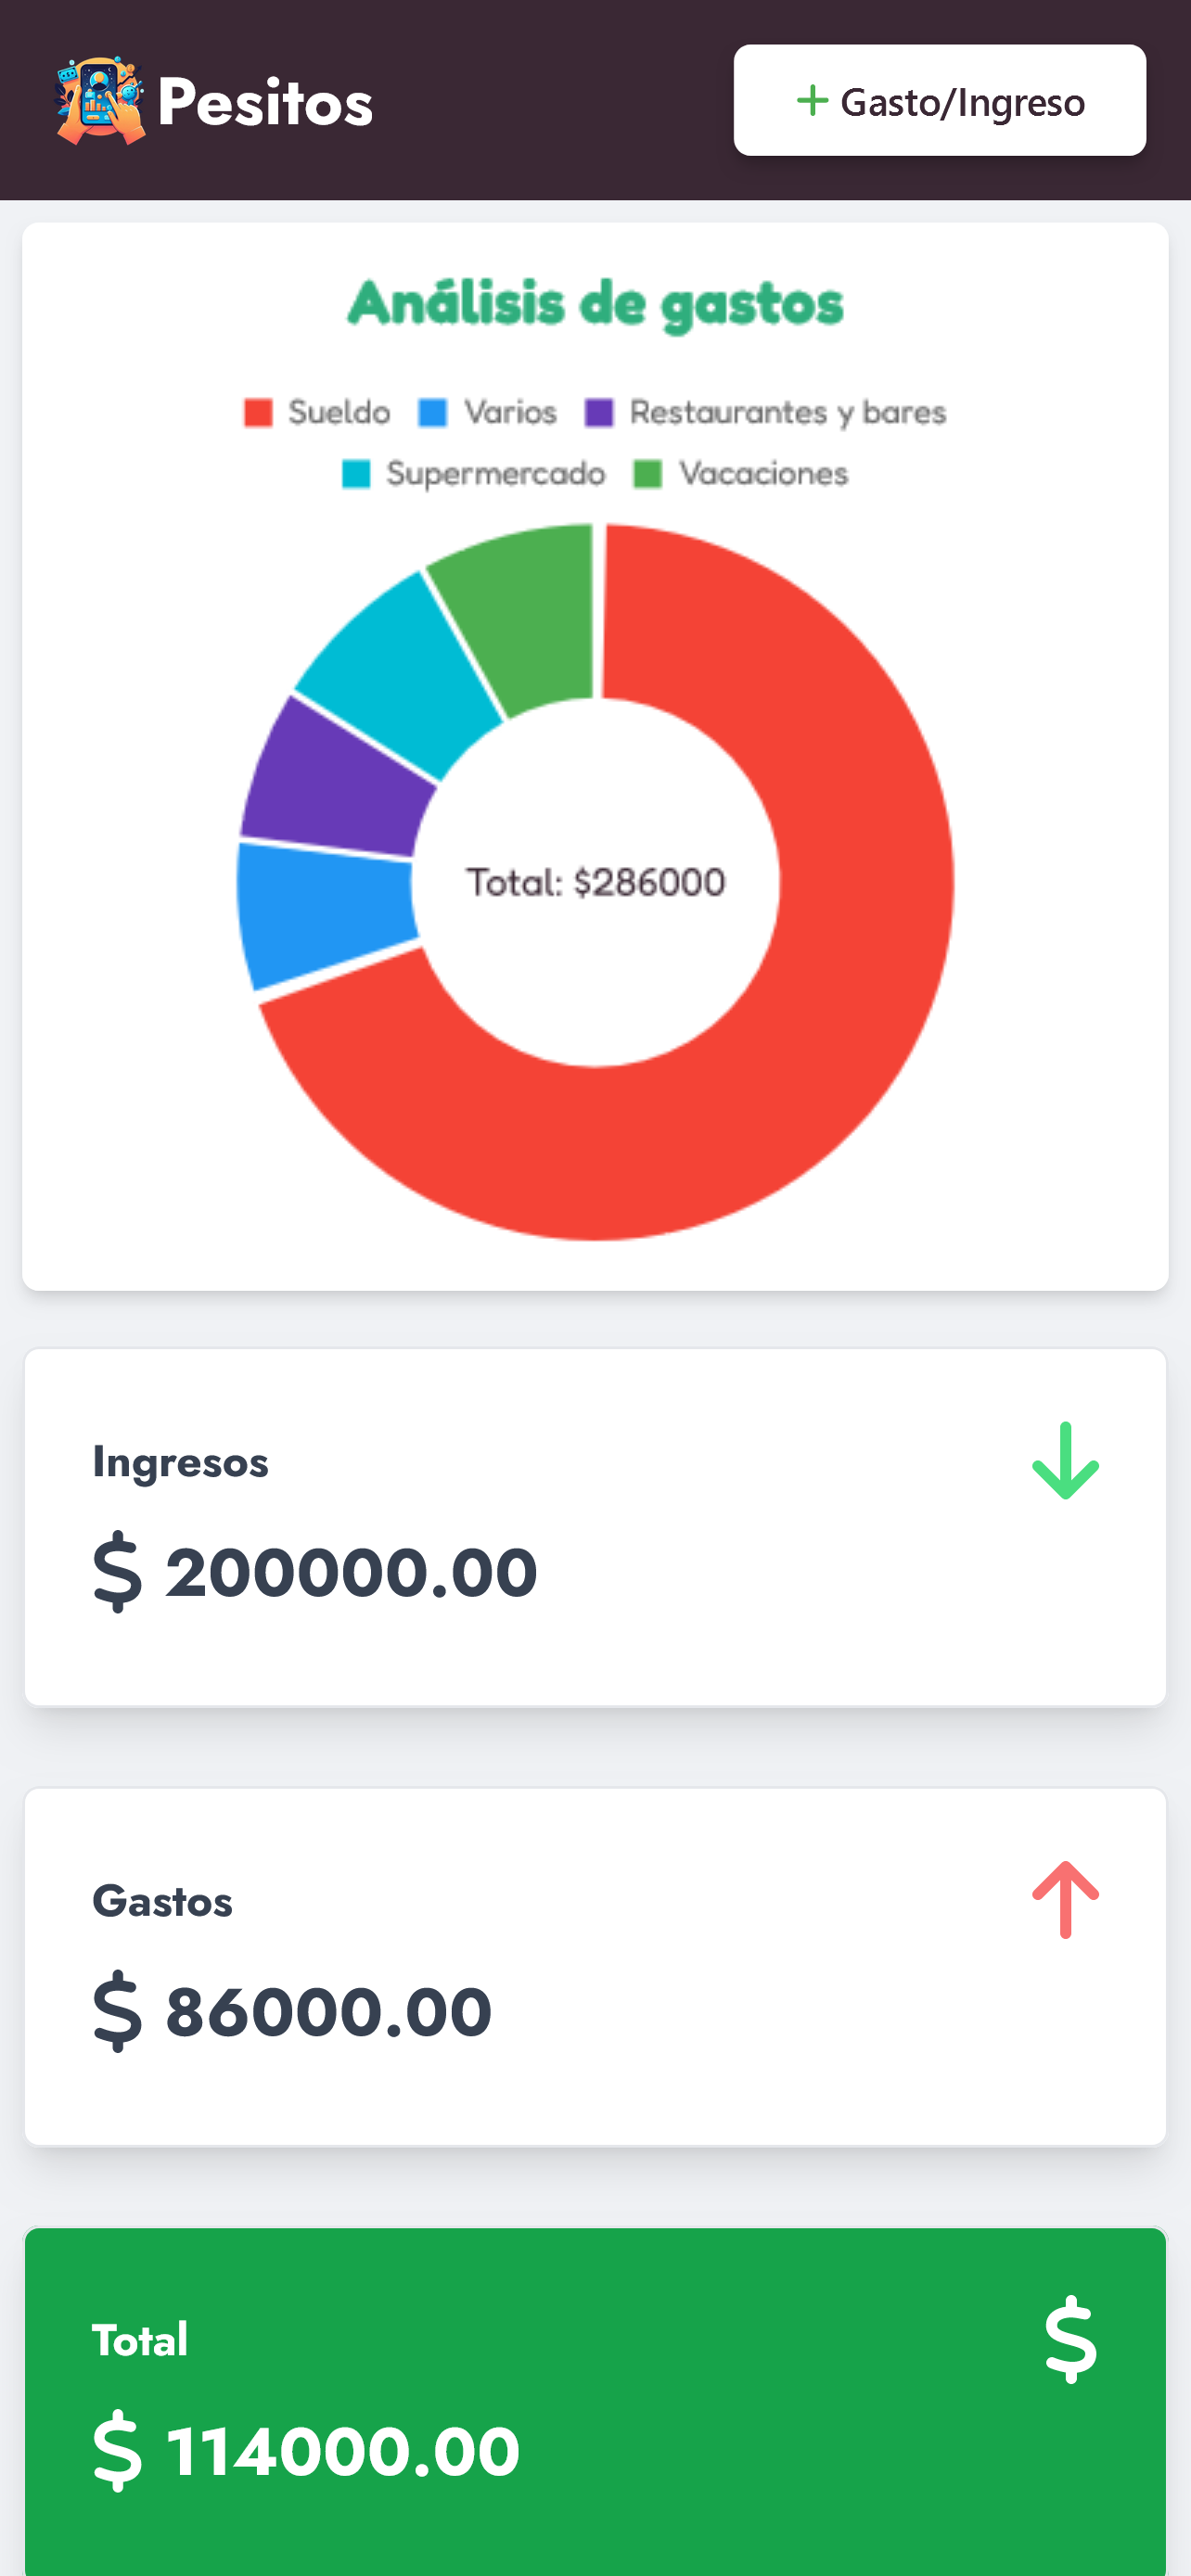 Pesitos
+ Gasto/Ingreso
Análisis de gastos
Sueldo Varios Restaurantes y bares
Supermercado Vacaciones
Total: $286000
Ingresos
$ 200000.00
Gastos
$ 86000.00
Total
$
$ 114000.00